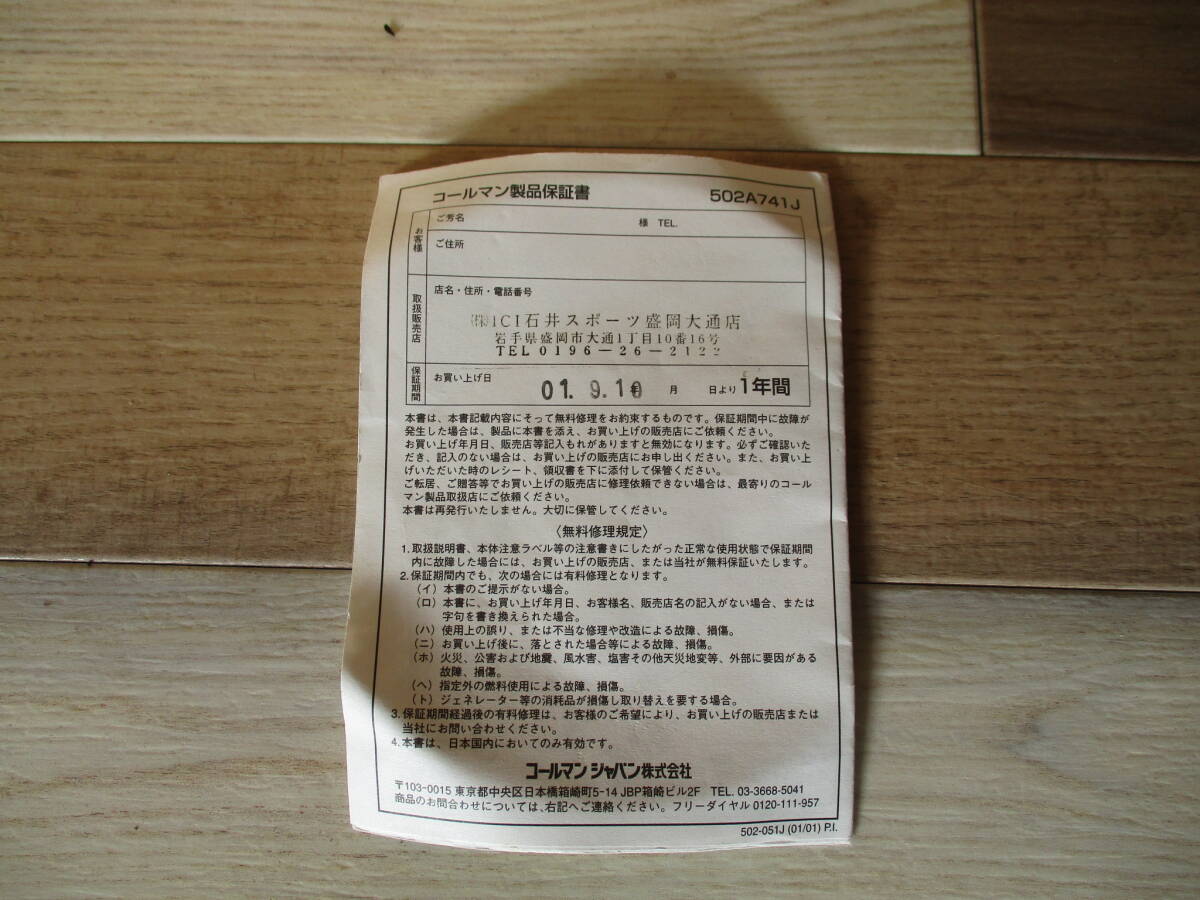 コールマン製品保証書 502A741J
お客様
ご芳名 様 TEL.
ご住所
取扱販売店
店名・住所・電話番号
(株)ICI石井スポーツ盛岡大通店
岩手県盛岡市大通1丁目10番16号
TEL 0196-26-2122
保証期間
お買い上げ日 01. 9.10 月 日より 1年間
本書は、本書記載内容にそって無料修理をお約束するものです。保証期間中に故障が
発生した場合は、製品に本書を添え、お買い上げの販売店にご依頼ください。
お買い上げ年月日、販売店等記入もれがありますと無効になります。必ずご確認いた
だき、記入のない場合は、お買い上げの販売店にお申し出ください。また、お買い上
げいただいた時のレシート、領収書を下に添付して保管ください。
ご転居、ご贈答等でお買い上げの販売店に修理依頼できない場合は、最寄りのコール
マン製品取扱店にご依頼ください。
本書は再発行いたしません。大切に保管してください。
〈無料修理規定〉
1.取扱説明書、本体注意ラベル等の注意書きにしたがった正常な使用状態で保証期間
内に故障した場合には、お買い上げの販売店、または当社が無料保証いたします。
2.保証期間内でも、次の場合には有料修理となります。
(イ)本書のご提示がない場合。
(ロ)本書に、お買い上げ年月日、お客様名、販売店名の記入がない場合、または
字句を書き換えられた場合。
(ハ)使用上の誤り、または不当な修理や改造による故障、損傷。
(ニ)お買い上げ後に、落とされた場合等による故障、損傷。
(ホ)火災、公害および地震、風水害、塩害その他天災地変等、外部に要因がある
故障、損傷。
(ヘ)指定外の燃料使用による故障、損傷。
(ト)ジェネレーター等の消耗品が損傷し取り替えを要する場合。
3.保証期間経過後の有料修理は、お客様のご希望により、お買い上げの販売店または
当社にお問い合わせください。
4.本書は、日本国内においてのみ有効です。
コールマン ジャパン株式会社
〒103-0015 東京都中央区日本橋箱崎町5-14 JBP箱崎ビル2F TEL. 03-3668-5041
商品のお問合わせについては、右記へご連絡ください。フリーダイヤル 0120-111-957
502-051J (01/01) P.I.